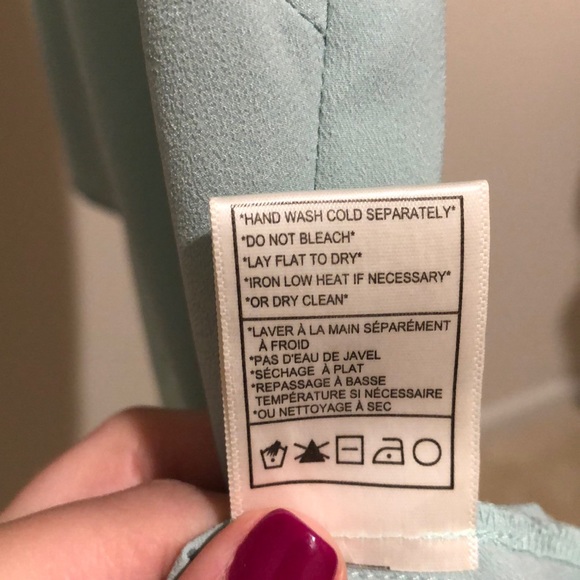 *HAND WASH COLD SEPARATELY*
*DO NOT BLEACH*
*LAY FLAT TO DRY*
*IRON LOW HEAT IF NECESSARY*
*OR DRY CLEAN*
*LAVER À LA MAIN SÉPARÉMENT
À FROID
*PAS D'EAU DE JAVEL
*SÉCHAGE À PLAT
*REPASSAGE À BASSE
TEMPÉRATURE SI NÉCESSAIRE
*OU NETTOYAGE À SEC